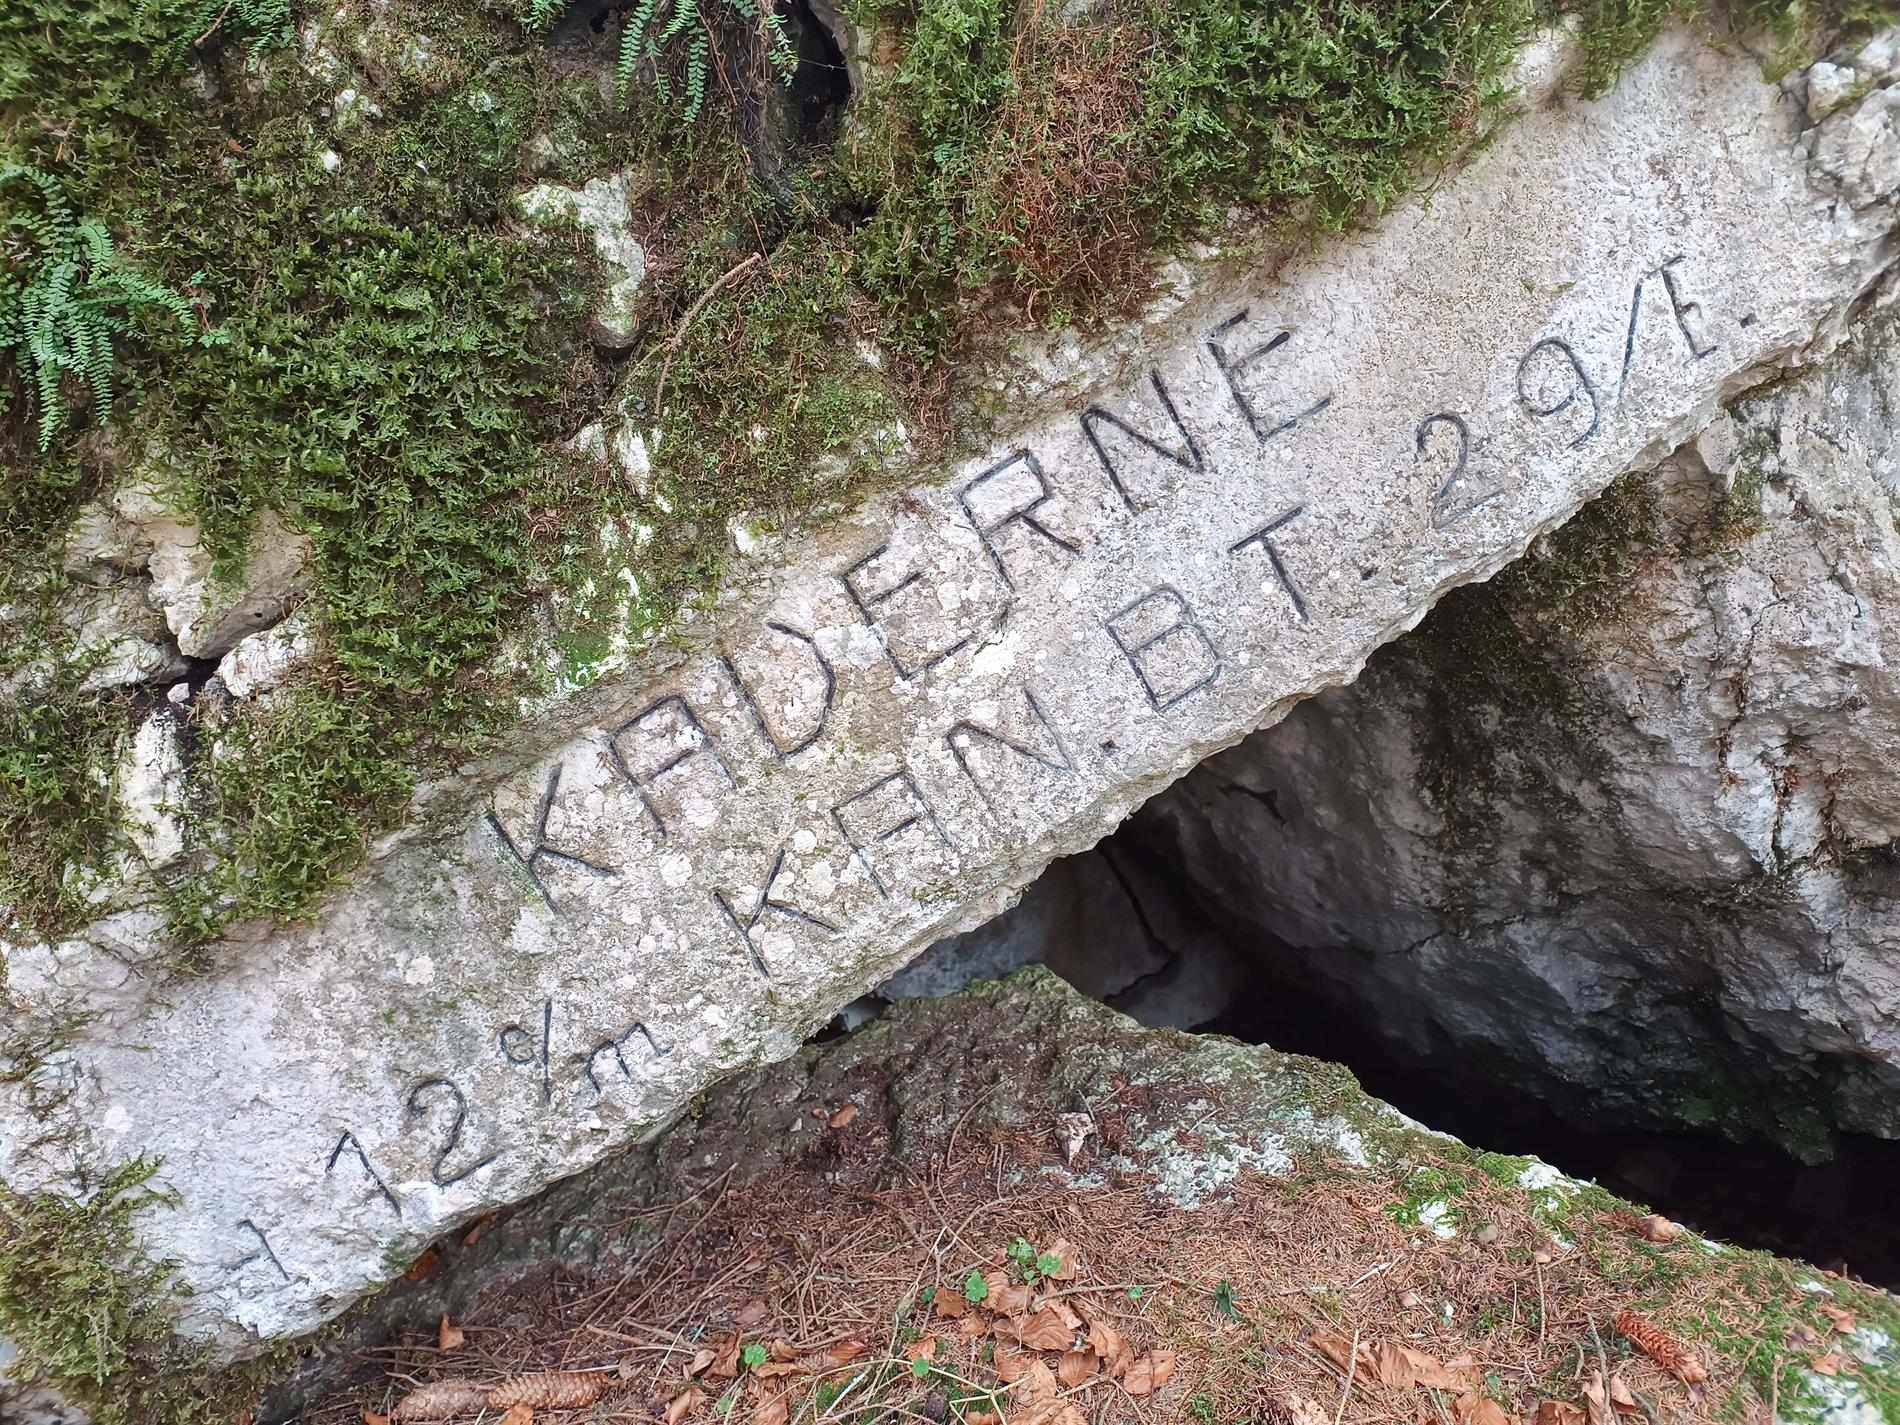 KAVERNE
KAN. BT. 29/I.
1 12 c/m